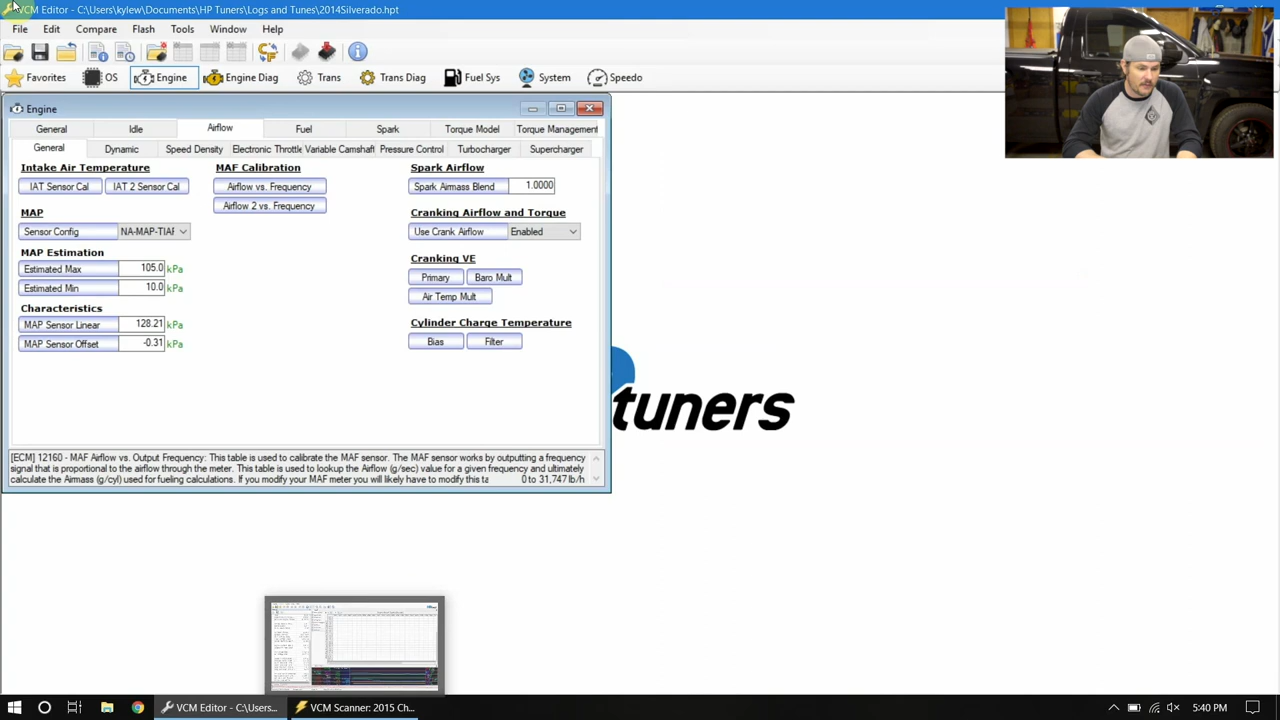 VCM Editor - C:\Users\kylew\Documents\HP Tuners\Logs and Tunes\2014Silverado.hpt
File Edit Compare Flash Tools Window Help
Favorites OS Engine Engine Diag Trans Trans Diag Fuel Sys System Speedo
Engine
General Idle Airflow Fuel Spark Torque Model Torque Management
General Dynamic Speed Density Electronic Throttle Variable Camshaft Pressure Control Turbocharger Supercharger
Intake Air Temperature MAF Calibration Spark Airflow
IAT Sensor Cal IAT 2 Sensor Cal Airflow vs. Frequency Spark Airmass Blend 1.0000
Airflow 2 vs. Frequency
MAP Cranking Airflow and Torque
Sensor Config NA-MAP-TIAF Use Crank Airflow Enabled
MAP Estimation Cranking VE
Estimated Max 105.0 kPa Primary Baro Mult
Estimated Min 10.0 kPa Air Temp Mult
Characteristics Cylinder Charge Temperature
MAP Sensor Linear 128.21 kPa
MAP Sensor Offset -0.31 kPa Bias Filter
tuners
[ECM] 12160 - MAF Airflow vs. Output Frequency: This table is used to calibrate the MAF sensor. The MAF sensor works by outputting a frequency
signal that is proportional to the airflow through the meter. This table is used to lookup the Airflow (g/sec) value for a given frequency and ultimately
calculate the Airmass (g/cyl) used for fueling calculations. If you modify your MAF meter you will likely have to modify this ta 0 to 31,747 lb/h
VCM Editor - C:\Users... VCM Scanner: 2015 Ch... 5:40 PM